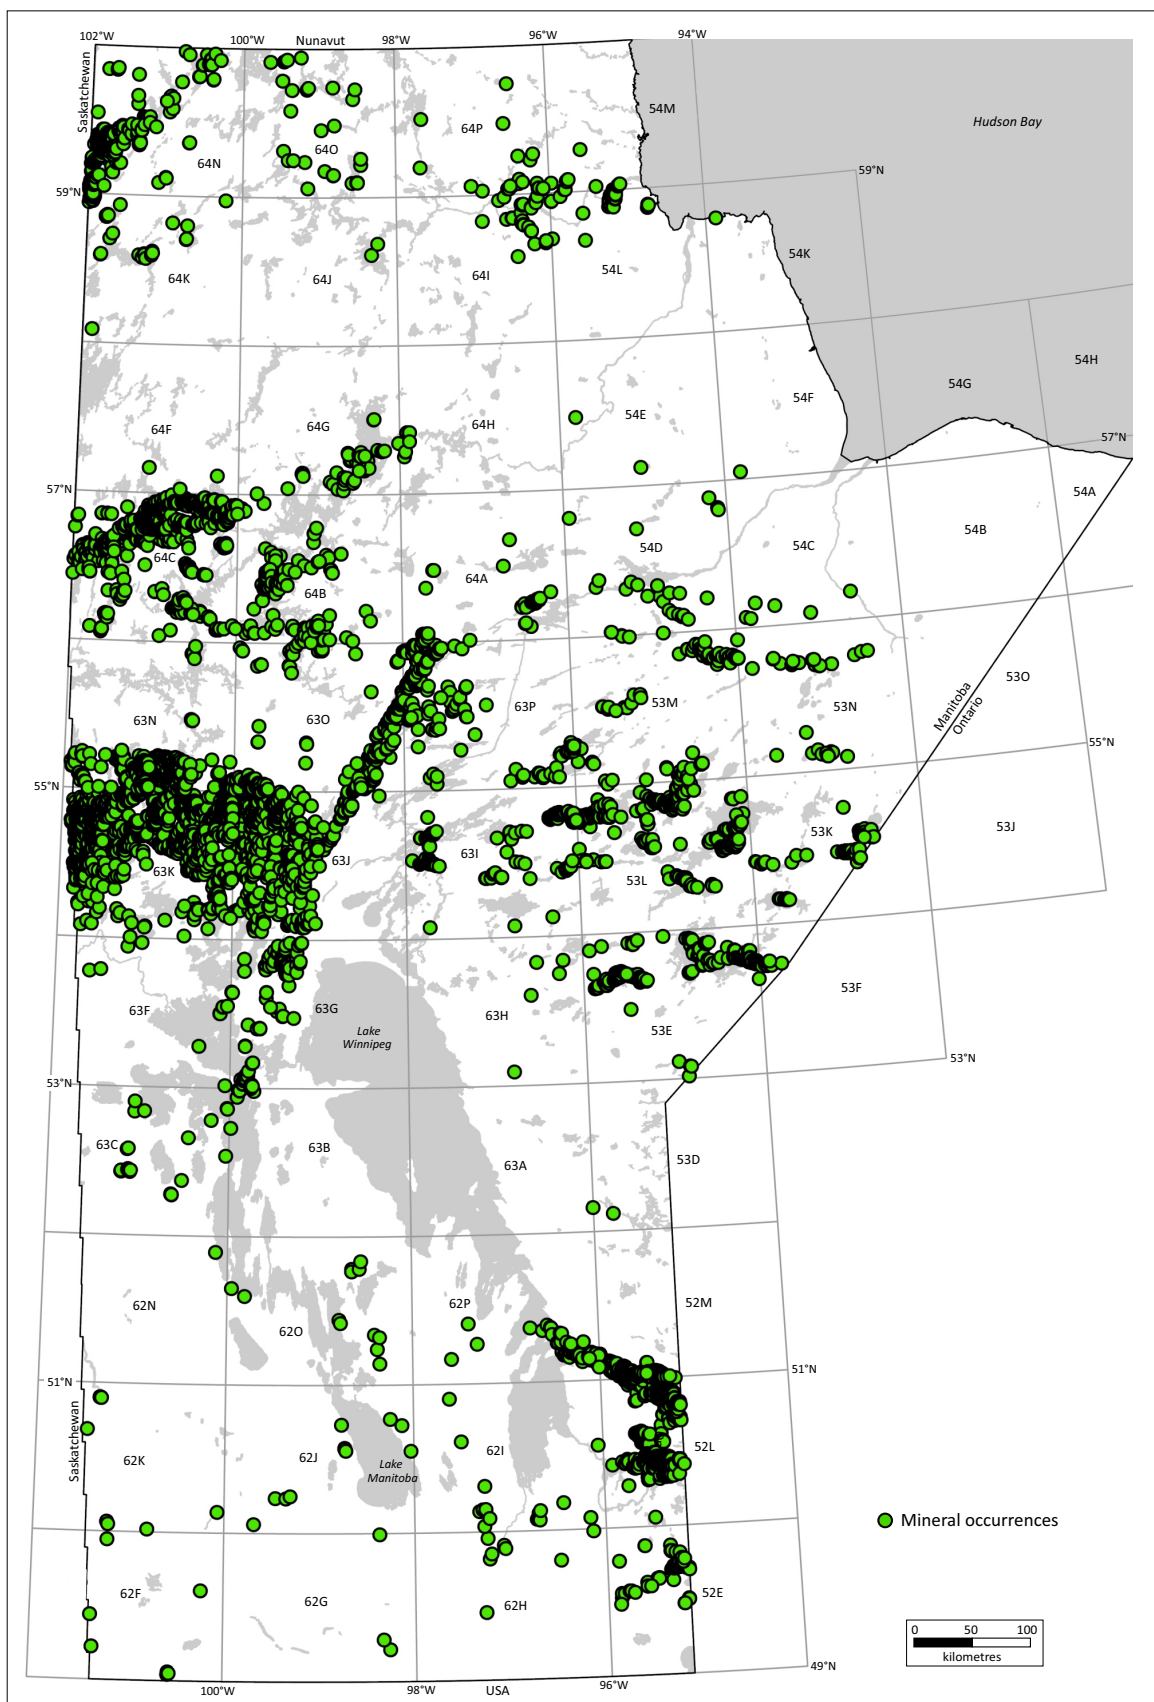 102°W
100°W
Nunavut
98°W
96°W
94°W
Saskatchewan
54M
Hudson Bay
64P
64O
64N
59°N
59°N
54K
64K
64J
64I
54L
54H
54G
54F
54E
64F
64G
64H
57°N
57°N
54A
54B
64C
54D
54C
64A
64B
53O
Manitoba
Ontario
63N
63O
63P
53M
53N
55°N
55°N
53J
53K
63K
63J
63I
53L
63F
63G
63H
53E
53F
Lake
Winnipeg
53°N
53°N
63C
63B
63A
53D
62N
62O
62P
52M
51°N
51°N
Saskatchewan
62K
62J
62I
52L
Lake
Manitoba
Mineral occurrences
62F
62G
62H
52E
0 50 100
kilometres
49°N
100°W
98°W
USA
96°W